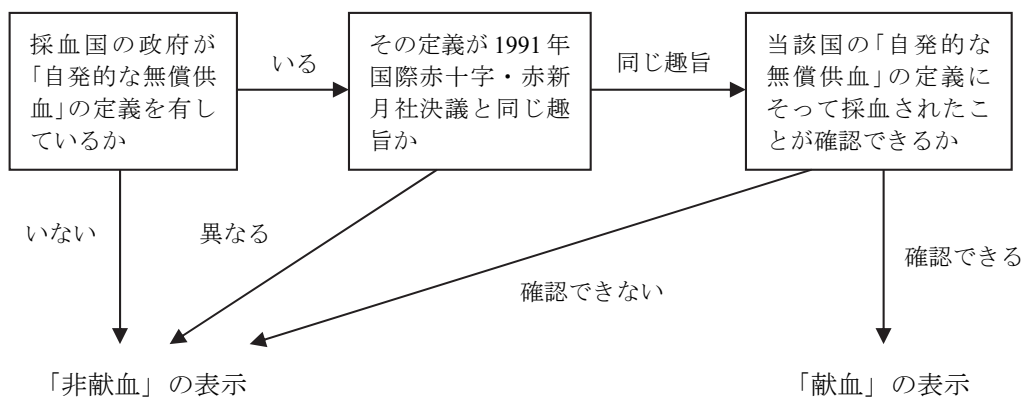 採血国の政府が
「自発的な無償供
血」の定義を有し
ているか
いる
その定義が 1991 年
国際赤十字・赤新
月社決議と同じ趣
旨か
同じ趣旨
当該国の「自発的な
無償供血」の定義に
そって採血されたこ
とが確認できるか
いない
異なる
確認できない
確認できる
「非献血」の表示
「献血」の表示